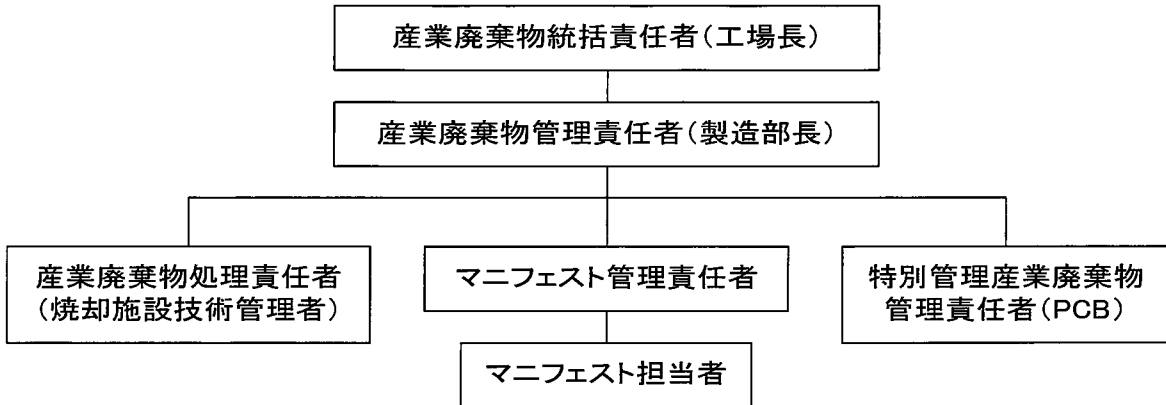 産業廃棄物統括責任者(工場長)
産業廃棄物管理責任者(製造部長)
産業廃棄物処理責任者
(焼却施設技術管理者)
マニフェスト管理責任者
特別管理産業廃棄物
管理責任者(PCB)
マニフェスト担当者